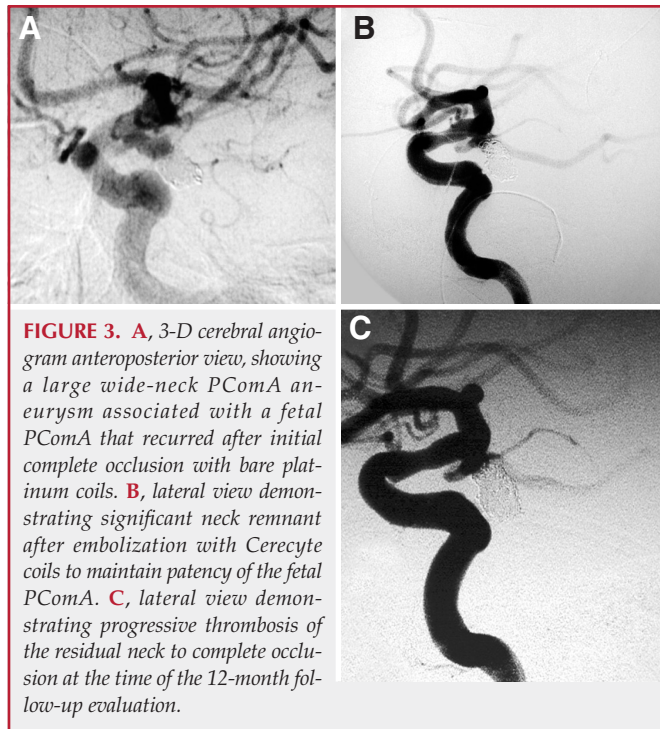 A
B
C
FIGURE 3. A, 3-D cerebral angio-
gram anteroposterior view, showing
a large wide-neck PComA an-
eurysm associated with a fetal
PComA that recurred after initial
complete occlusion with bare plat-
inum coils. B, lateral view demon-
strating significant neck remnant
after embolization with Cerecyte
coils to maintain patency of the fetal
PComA. C, lateral view demon-
strating progressive thrombosis of
the residual neck to complete occlu-
sion at the time of the 12-month fol-
low-up evaluation.